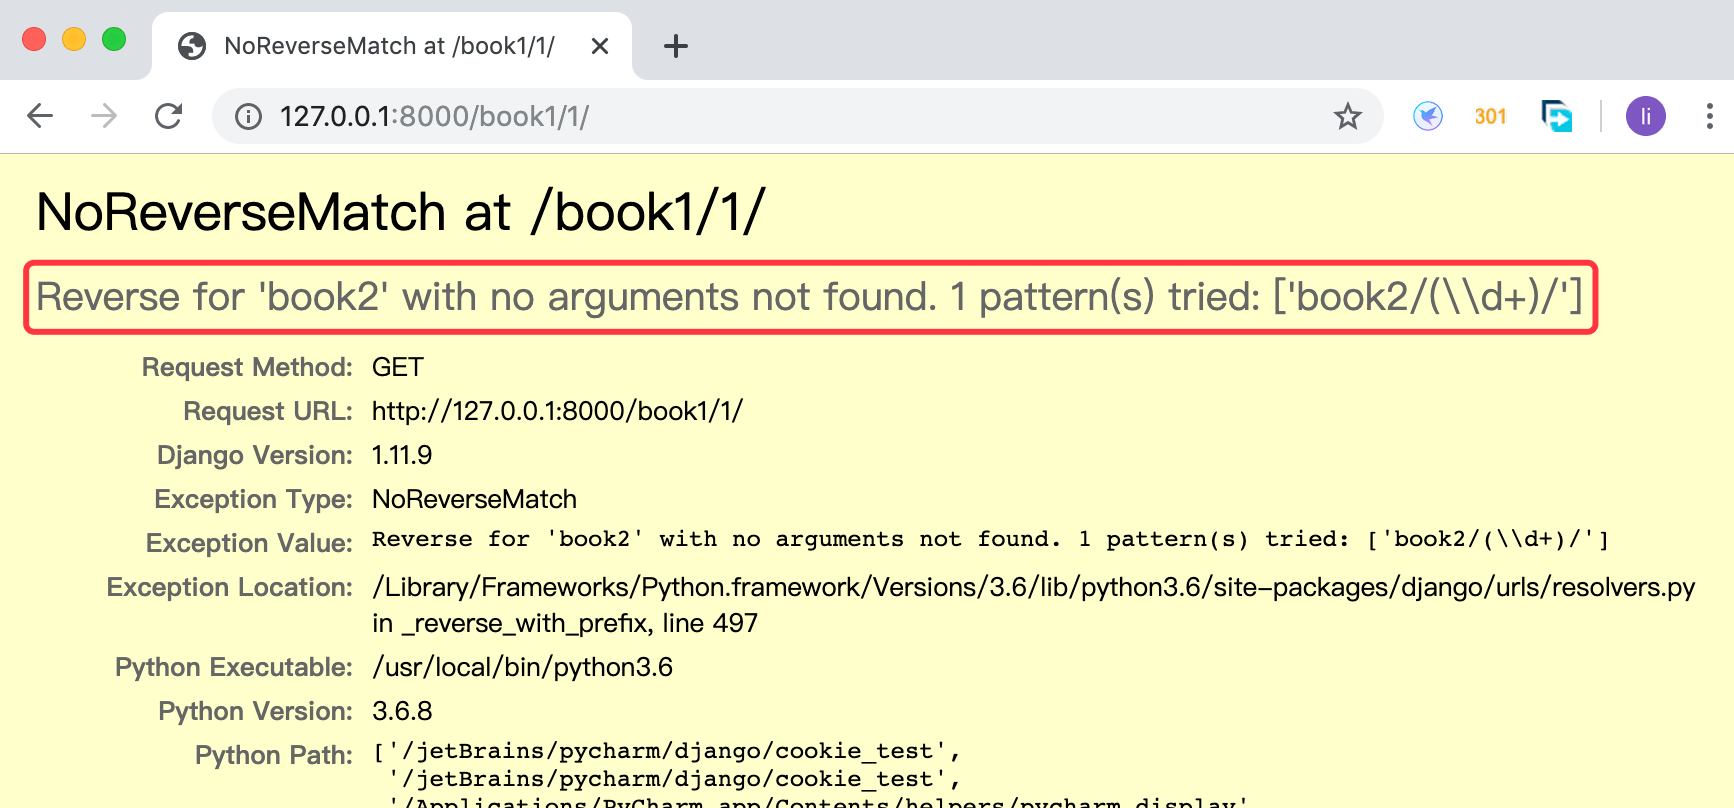 NoReverseMatch at /book1/1/
127.0.0.1:8000/book1/1/
301
li
NoReverseMatch at /book1/1/
Reverse for 'book2' with no arguments not found. 1 pattern(s) tried: ['book2/(\\d+)/']
Request Method: GET
Request URL: http://127.0.0.1:8000/book1/1/
Django Version: 1.11.9
Exception Type: NoReverseMatch
Exception Value: Reverse for 'book2' with no arguments not found. 1 pattern(s) tried: ['book2/(\\d+)/']
Exception Location: /Library/Frameworks/Python.framework/Versions/3.6/lib/python3.6/site-packages/django/urls/resolvers.py
in _reverse_with_prefix, line 497
Python Executable: /usr/local/bin/python3.6
Python Version: 3.6.8
Python Path: ['/jetBrains/pycharm/django/cookie_test',
'/jetBrains/pycharm/django/cookie_test',
'/Applications/PyCharm.app/Contents/helpers/pycharm_display',